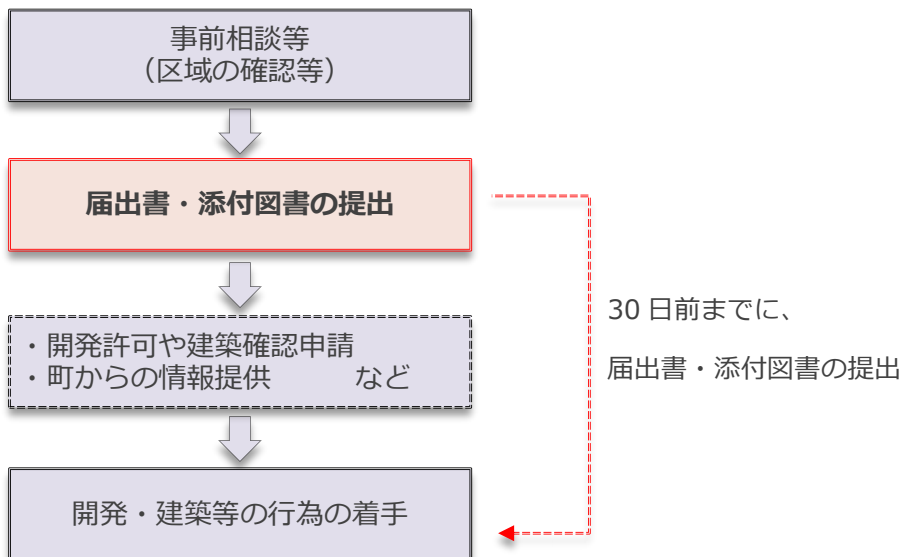 事前相談等
（区域の確認等）
届出書・添付図書の提出
・開発許可や建築確認申請
・町からの情報提供　　　など
30 日前までに、
届出書・添付図書の提出
開発・建築等の行為の着手